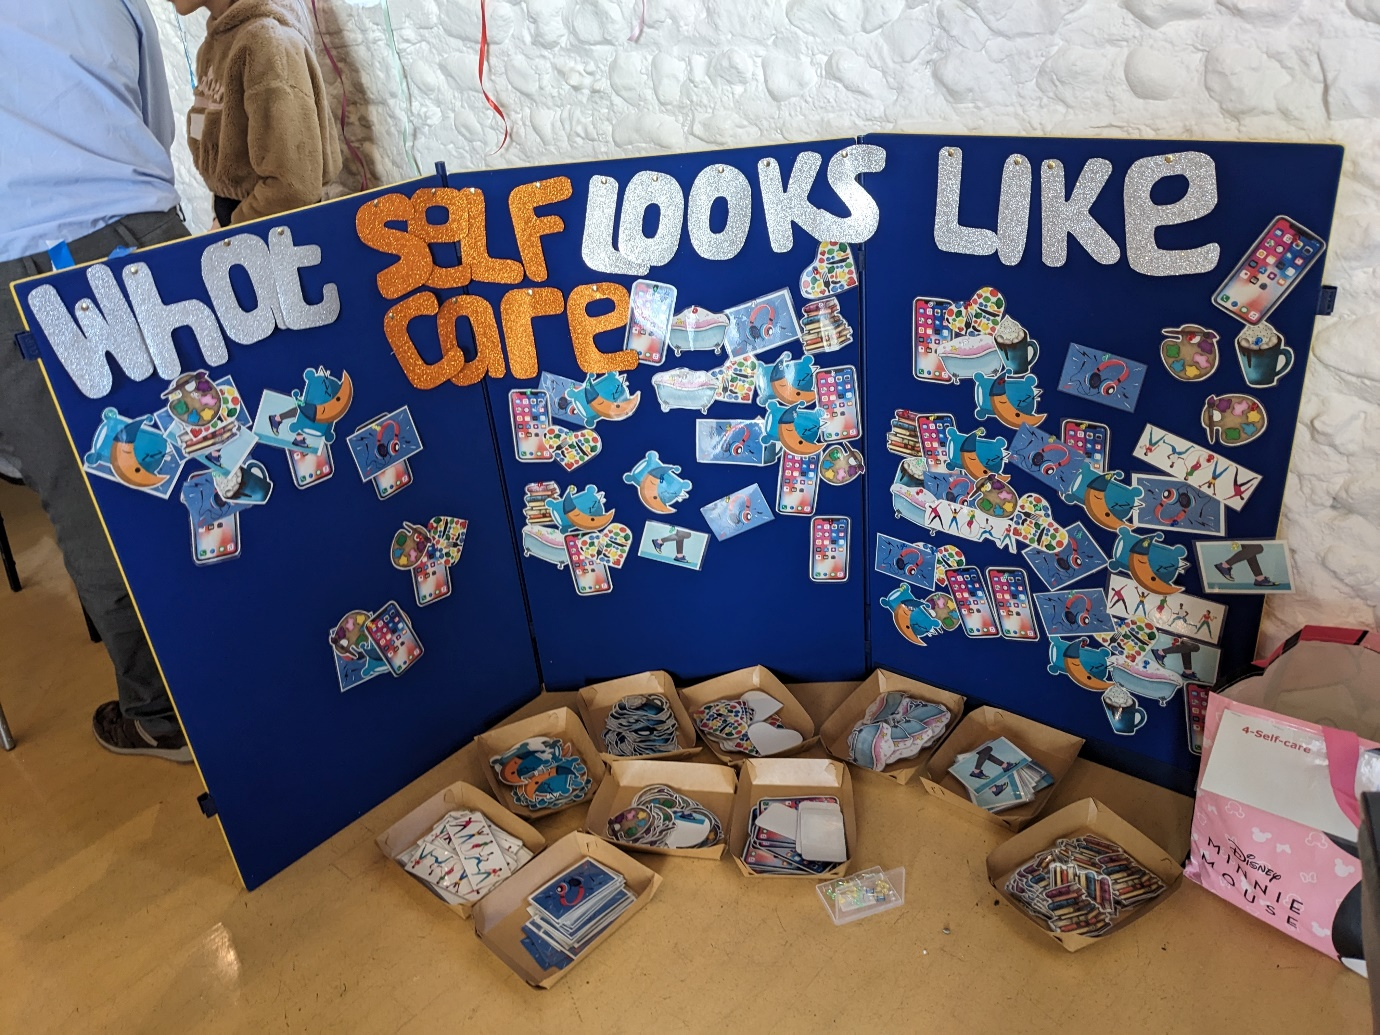 What SELF LOOKS LIKe
Care
4-Self-care
Disney
MINNIE
MOUSE